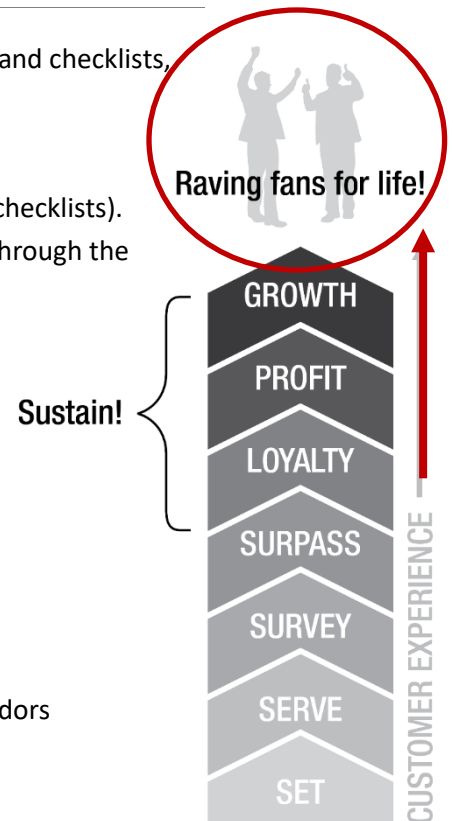 and checklists,
Raving fans for life!
checklists).
hrough the
GROWTH
PROFIT
Sustain!
LOYALTY
SURPASS
SURVEY
dors
SERVE
SET
CUSTOMER EXPERIENCE